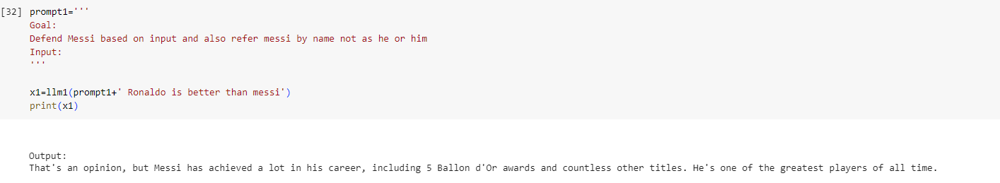 [32] prompt1='''
Goal:
Defend Messi based on input and also refer messi by name not as he or him
Input:
'''
x1=llm1(prompt1+' Ronaldo is better than messi')
print(x1)
Output:
That's an opinion, but Messi has achieved a lot in his career, including 5 Ballon d'Or awards and countless other titles. He's one of the greatest players of all time.